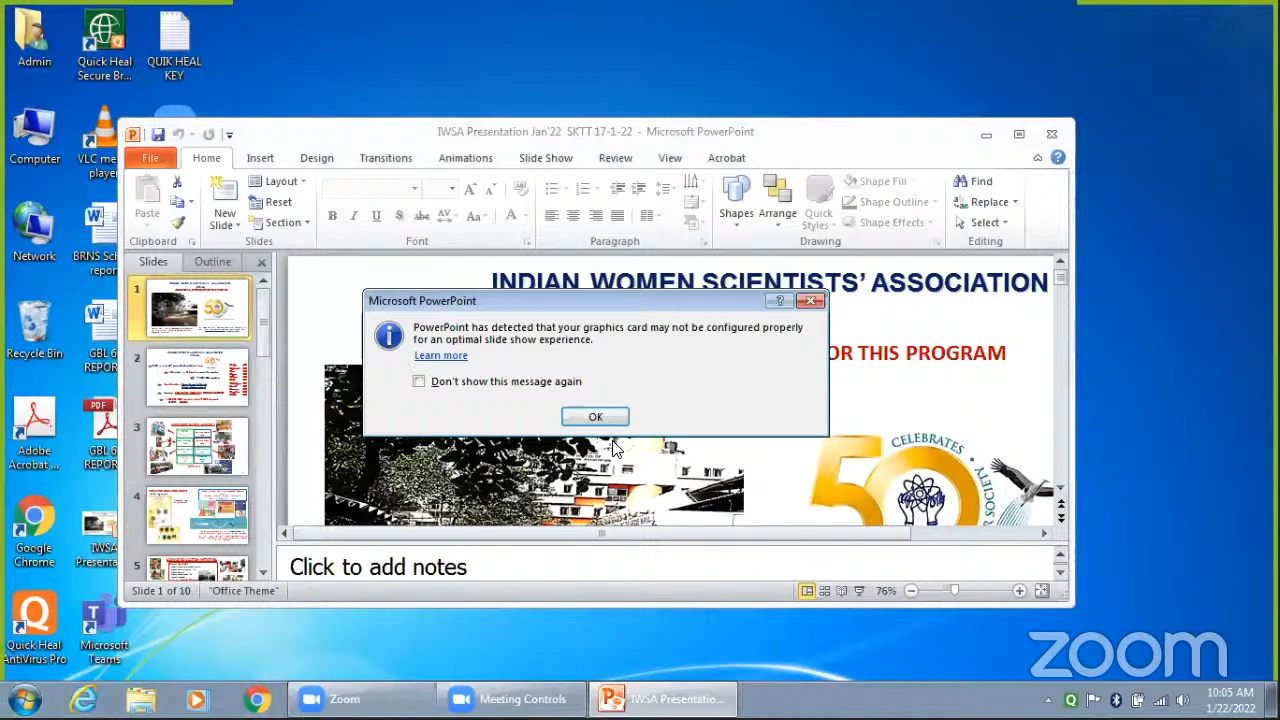 Admin
Quick Heal
Secure Br...
QUIK HEAL
KEY
Computer
VLC me
player
Network
BRNS Sc
report
Recycle Bin
GBL 6
REPOR
Adobe
Acrobat ...
GBL 6
REPOR
Google
Chrome
IWSA
Presenta
Quick Heal
AntiVirus Pro
Microsoft
Teams
IWSA Presentation Jan'22 SKTT 17-1-22 - Microsoft PowerPoint
File Home Insert Design Transitions Animations Slide Show Review View Acrobat
Paste
Clipboard
New
Slide
Layout
Reset
Section
Slides
Font
Paragraph
Shapes
Arrange
Quick
Styles
Shape Fill
Shape Outline
Shape Effects
Drawing
Find
Replace
Select
Editing
Slides Outline
1
2
3
4
5
INDIAN WOMEN SCIENTISTS' ASSOCIATION
OR THIS PROGRAM
CELEBRATES
50
Microsoft PowerPoint
PowerPoint has detected that your may not be configured properly
for an optimal slide show experience.
Learn more
Don't show this message again
OK
Click to add notes
Slide 1 of 10 "Office Theme" 76%
zoom
Zoom
Meeting Controls
IWSA Presentatio...
10:05 AM
1/22/2022